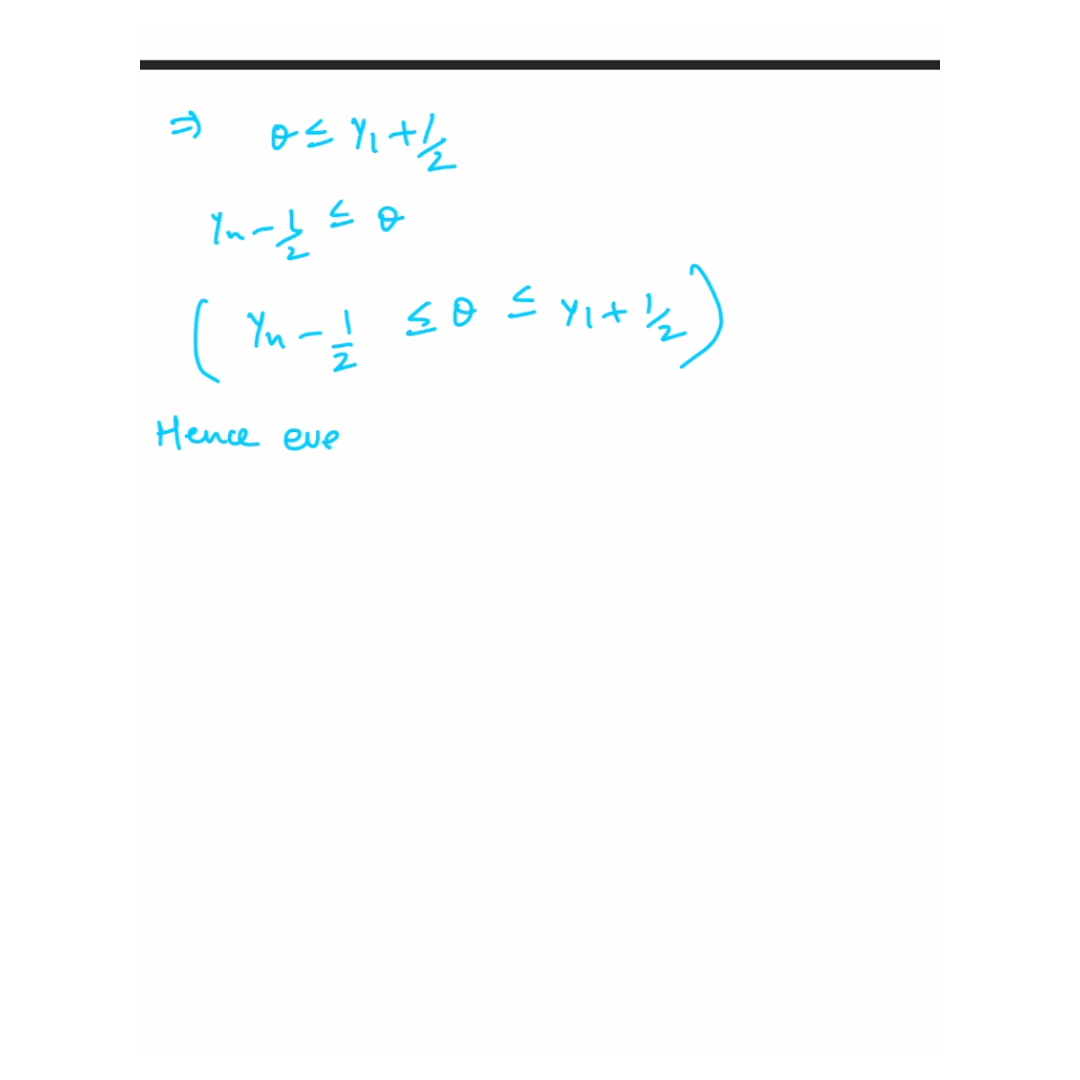 ⇒ θ ≤ Y₁ + 1/2
Yₙ - 1/2 ≤ θ
( Yₙ - 1/2 ≤ θ ≤ Y₁ + 1/2 )
Hence eve